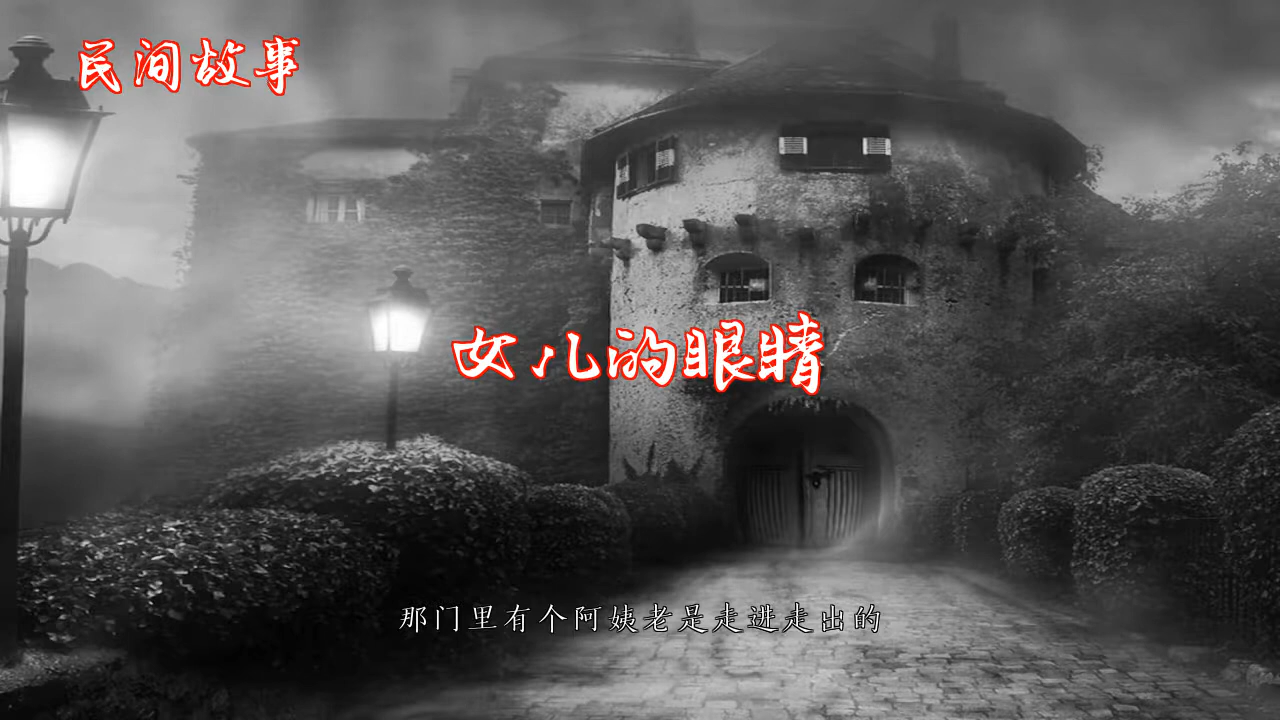 民间故事
女儿的眼睛
那门里有个阿姨老是走进走出的